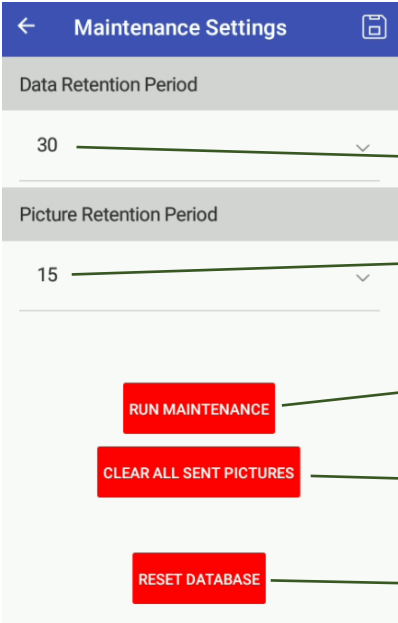 Maintenance Settings
Data Retention Period
30
Picture Retention Period
15
RUN MAINTENANCE
CLEAR ALL SENT PICTURES
RESET DATABASE